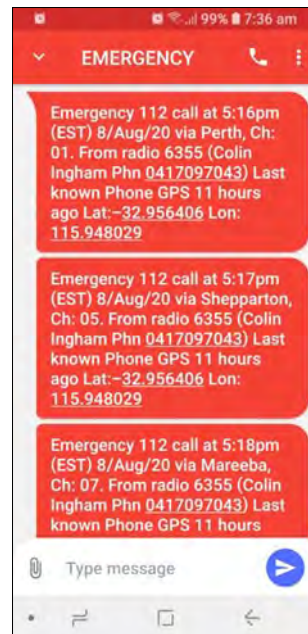 99% 7:36 am
EMERGENCY
Emergency 112 call at 5:16pm
(EST) 8/Aug/20 via Perth, Ch:
01. From radio 6355 (Colin
Ingham Phn 0417097043) Last
known Phone GPS 11 hours
ago Lat:-32.956406 Lon:
115.948029
Emergency 112 call at 5:17pm
(EST) 8/Aug/20 via Shepparton,
Ch: 05. From radio 6355 (Colin
Ingham Phn 0417097043) Last
known Phone GPS 11 hours
ago Lat:-32.956406 Lon:
115.948029
Emergency 112 call at 5:18pm
(EST) 8/Aug/20 via Mareeba,
Ch: 07. From radio 6355 (Colin
Ingham Phn 0417097043) Last
known Phone GPS 11 hours
Type message